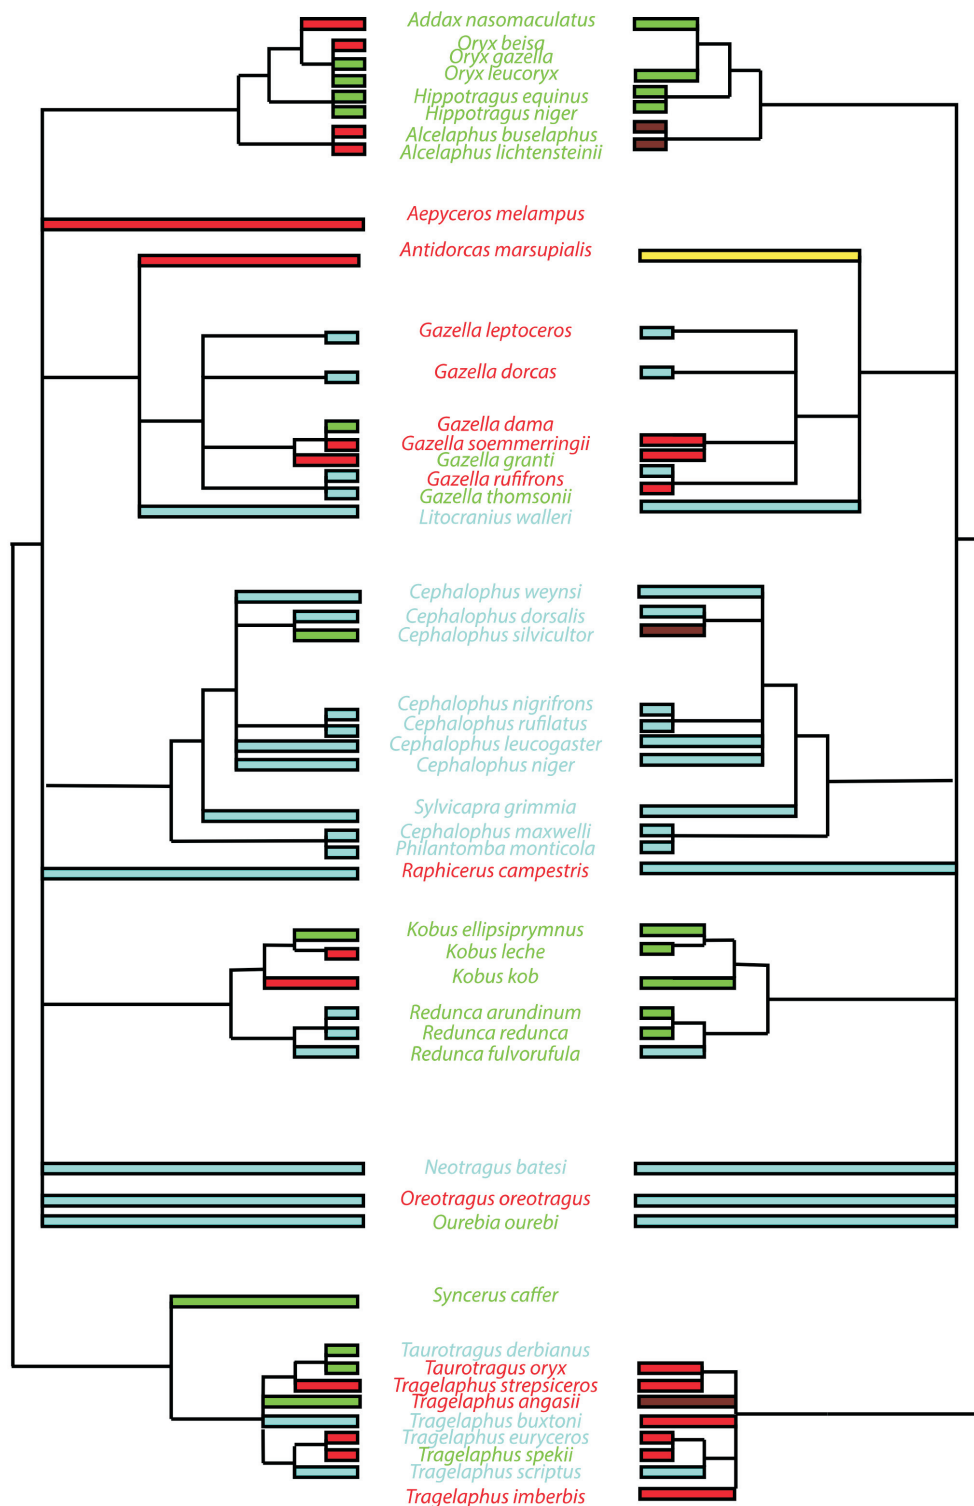 Addax nasomaculatus
Oryx beisa
Oryx gazella
Oryx leucoryx
Hippotragus equinus
Hippotragus niger
Alcelaphus buselaphus
Alcelaphus lichtensteinii
Aepyceros melampus
Antidorcas marsupialis
Gazella leptoceros
Gazella dorcas
Gazella dama
Gazella soemmerringii
Gazella granti
Gazella rufifrons
Gazella thomsonii
Litocranius walleri
Cephalophus weynsi
Cephalophus dorsalis
Cephalophus silvicultor
Cephalophus nigrifrons
Cephalophus rufilatus
Cephalophus leucogaster
Cephalophus niger
Sylvicapra grimmia
Cephalophus maxwelli
Philantomba monticola
Raphicerus campestris
Kobus ellipsiprymnus
Kobus leche
Kobus kob
Redunca arundinum
Redunca redunca
Redunca fulvorufula
Neotragus batesi
Oreotragus oreotragus
Ourebia ourebi
Syncerus caffer
Taurotragus derbianus
Taurotragus oryx
Tragelaphus strepsiceros
Tragelaphus angasii
Tragelaphus buxtoni
Tragelaphus euryceros
Tragelaphus spekii
Tragelaphus scriptus
Tragelaphus imberbis